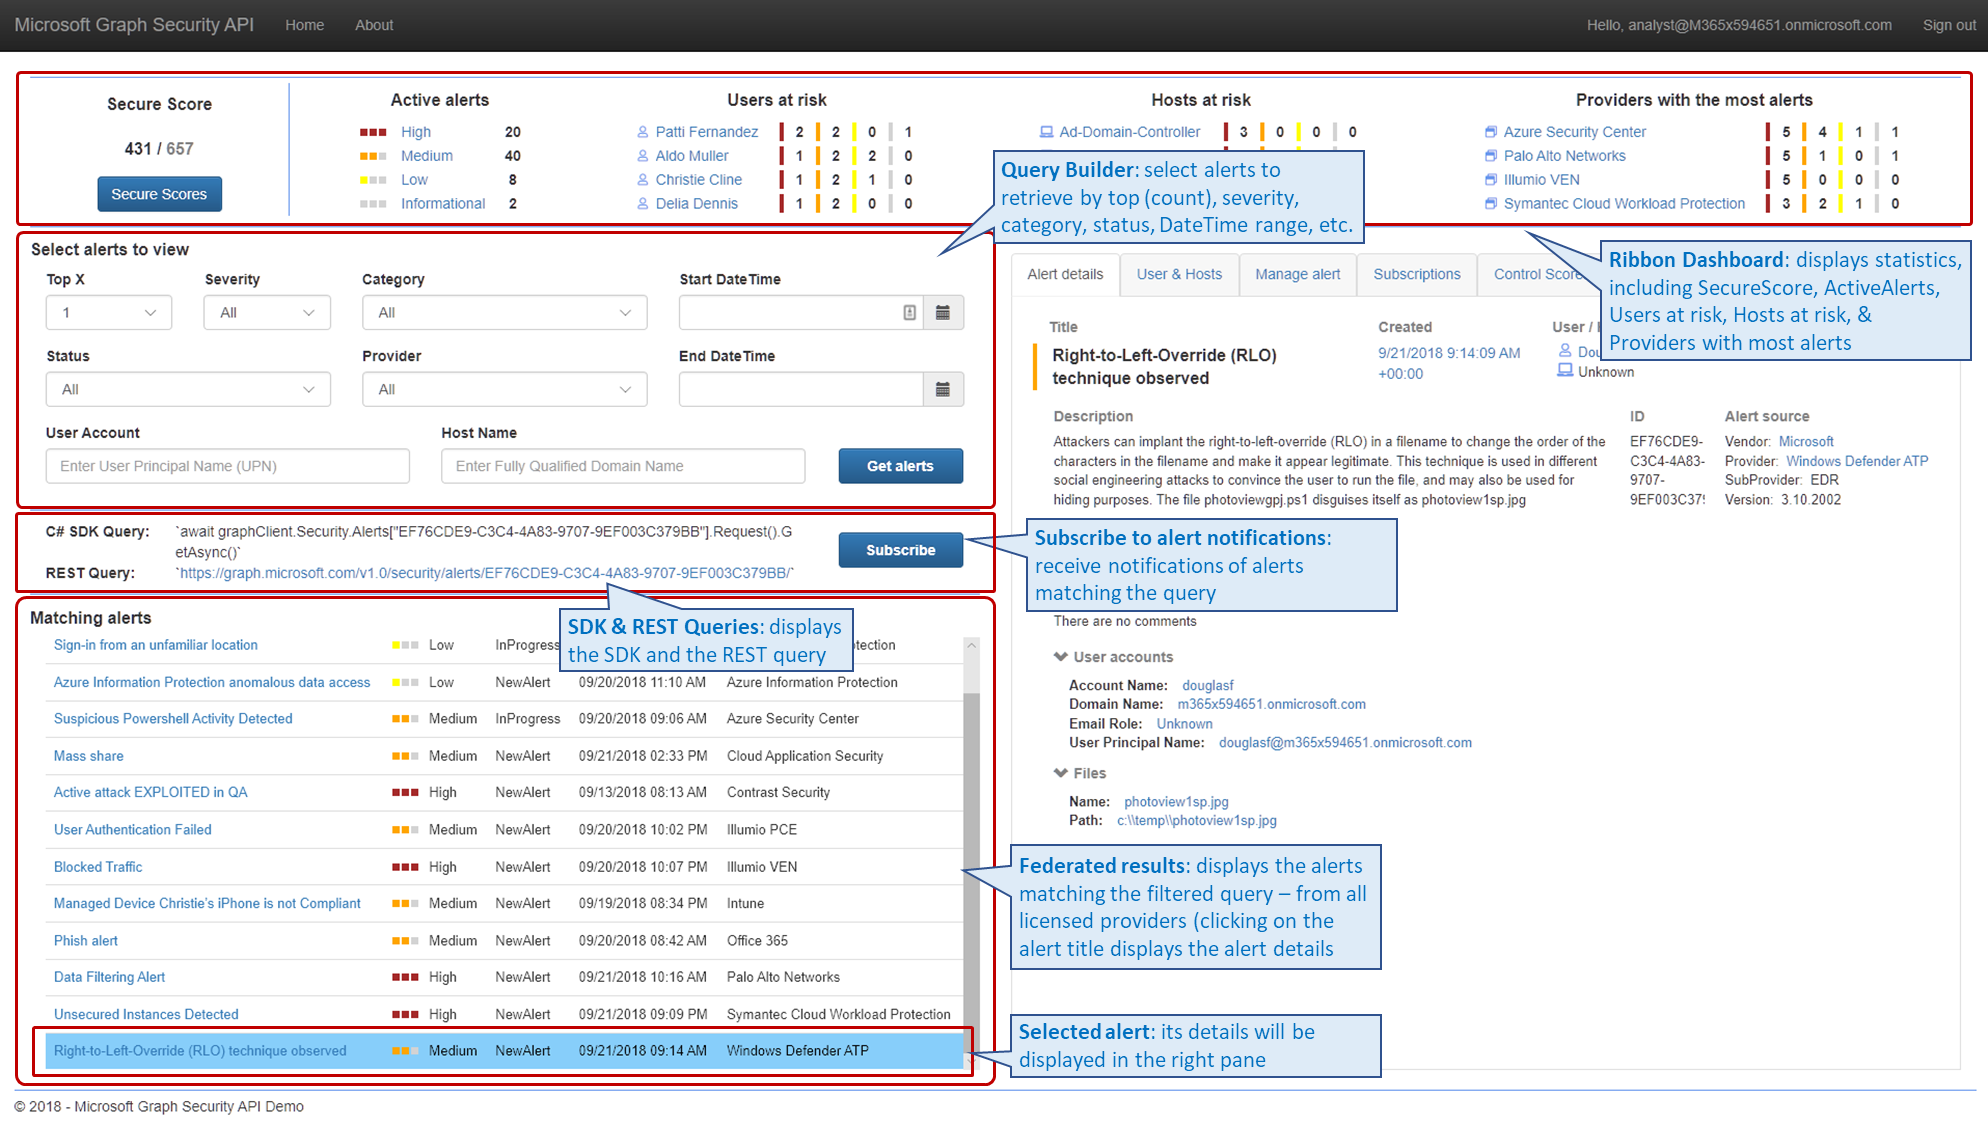 Microsoft Graph Security API Home About Hello, analyst@M365x594651.onmicrosoft.com Sign out
Secure Score
431 / 657
Secure Scores
Active alerts
High 20
Medium 40
Low 8
Informational 2
Users at risk
Patti Fernandez 2 2 0 1
Aldo Muller 1 2 2 0
Christie Cline 1 2 1 0
Delia Dennis 1 2 0 0
Hosts at risk
Ad-Domain-Controller 3 0 0 0
Providers with the most alerts
Azure Security Center 5 4 1 1
Palo Alto Networks 5 1 0 1
Illumio VEN 5 0 0 0
Symantec Cloud Workload Protection 3 2 1 0
Query Builder: select alerts to
retrieve by top (count), severity,
category, status, DateTime range, etc.
Ribbon Dashboard: displays statistics,
including SecureScore, ActiveAlerts,
Users at risk, Hosts at risk, &
Providers with most alerts
Select alerts to view
Top X Severity Category Start DateTime
1 All All
Status Provider End DateTime
All All
User Account Host Name
Enter User Principal Name (UPN) Enter Fully Qualified Domain Name Get alerts
C# SDK Query: `await graphClient.Security.Alerts["EF76CDE9-C3C4-4A83-9707-9EF003C379BB"].Request().G
etAsync()`
REST Query: `https://graph.microsoft.com/v1.0/security/alerts/EF76CDE9-C3C4-4A83-9707-9EF003C379BB/`
Subscribe
Subscribe to alert notifications:
receive notifications of alerts
matching the query
SDK & REST Queries: displays
the SDK and the REST query
Matching alerts
Sign-in from an unfamiliar location Low InProgress
Azure Information Protection anomalous data access Low NewAlert 09/20/2018 11:10 AM Azure Information Protection
Suspicious Powershell Activity Detected Medium InProgress 09/20/2018 09:06 AM Azure Security Center
Mass share Medium NewAlert 09/21/2018 02:33 PM Cloud Application Security
Active attack EXPLOITED in QA High NewAlert 09/13/2018 08:13 AM Contrast Security
User Authentication Failed Medium NewAlert 09/20/2018 10:02 PM Illumio PCE
Blocked Traffic High NewAlert 09/20/2018 10:07 PM Illumio VEN
Managed Device Christie's iPhone is not Compliant Medium NewAlert 09/19/2018 08:34 PM Intune
Phish alert Medium NewAlert 09/20/2018 08:42 AM Office 365
Data Filtering Alert High NewAlert 09/21/2018 10:16 AM Palo Alto Networks
Unsecured Instances Detected High NewAlert 09/21/2018 09:09 PM Symantec Cloud Workload Protection
Right-to-Left-Override (RLO) technique observed Medium NewAlert 09/21/2018 09:14 AM Windows Defender ATP
Alert details User & Hosts Manage alert Subscriptions Control Score
Title Created User /
Right-to-Left-Override (RLO)
technique observed
9/21/2018 9:14:09 AM
+00:00
Unknown
Description
Attackers can implant the right-to-left-override (RLO) in a filename to change the order of the
characters in the filename and make it appear legitimate. This technique is used in different
social engineering attacks to convince the user to run the file, and may also be used for
hiding purposes. The file photoviewgpj.ps1 disguises itself as photoview1sp.jpg
ID
EF76CDE9-
C3C4-4A83-
9707-
9EF003C37
Alert source
Vendor: Microsoft
Provider: Windows Defender ATP
SubProvider: EDR
Version: 3.10.2002
There are no comments
User accounts
Account Name: douglasf
Domain Name: m365x594651.onmicrosoft.com
Email Role: Unknown
User Principal Name: douglasf@m365x594651.onmicrosoft.com
Files
Name: photoview1sp.jpg
Path: c:\\temp\\photoview1sp.jpg
Federated results: displays the alerts
matching the filtered query – from all
licensed providers (clicking on the
alert title displays the alert details
Selected alert: its details will be
displayed in the right pane
© 2018 - Microsoft Graph Security API Demo